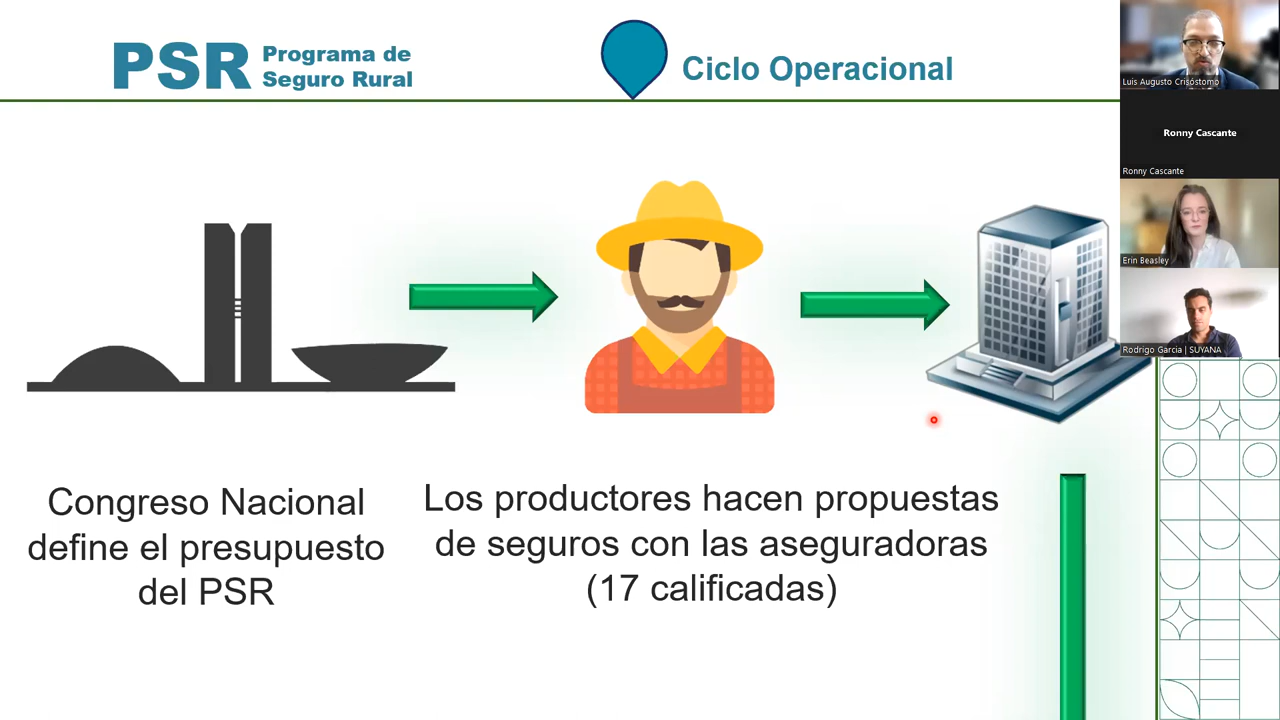 PSR
Programa de
Seguro Rural
Ciclo Operacional
Luis Augusto Crisóstomo
Ronny Cascante
Ronny Cascante
Erin Beasley
Rodrigo Garcia | SUYANA
Congreso Nacional
define el presupuesto
del PSR
Los productores hacen propuestas
de seguros con las aseguradoras
(17 calificadas)